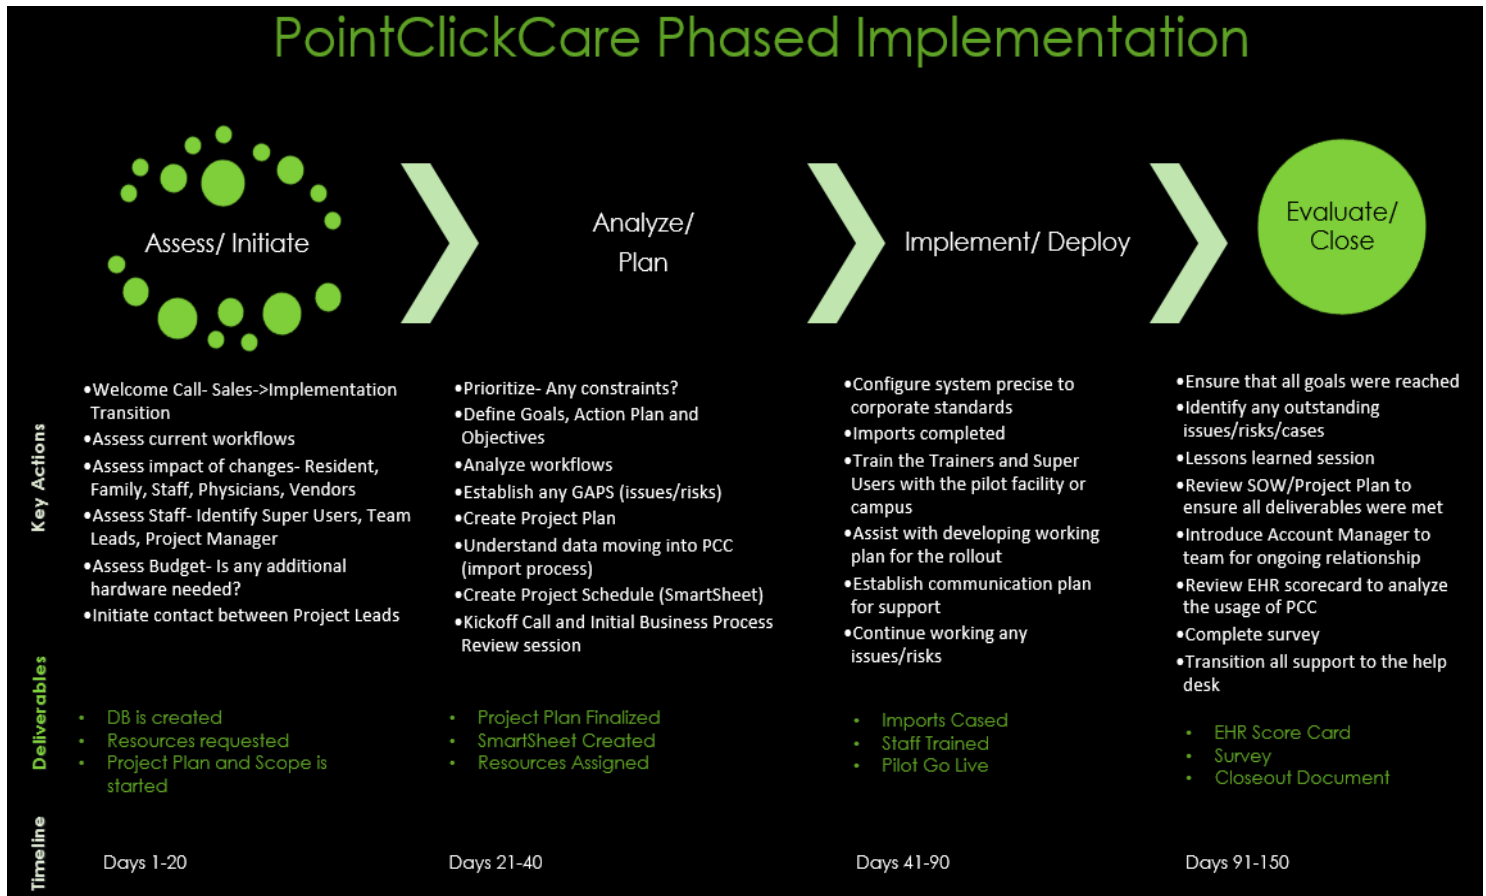 PointClickCare Phased Implementation
Assess/ Initiate
Analyze/
Plan
Implement/ Deploy
Evaluate/
Close
Key Actions
•Welcome Call- Sales->Implementation
Transition
•Assess current workflows
•Assess impact of changes- Resident,
Family, Staff, Physicians, Vendors
•Assess Staff- Identify Super Users, Team
Leads, Project Manager
•Assess Budget- Is any additional
hardware needed?
•Initiate contact between Project Leads
•Prioritize- Any constraints?
•Define Goals, Action Plan and
Objectives
•Analyze workflows
•Establish any GAPS (issues/risks)
•Create Project Plan
•Understand data moving into PCC
(import process)
•Create Project Schedule (SmartSheet)
•Kickoff Call and Initial Business Process
Review session
•Configure system precise to
corporate standards
•Imports completed
•Train the Trainers and Super
Users with the pilot facility or
campus
•Assist with developing working
plan for the rollout
•Establish communication plan
for support
•Continue working any
issues/risks
•Ensure that all goals were reached
•Identify any outstanding
issues/risks/cases
•Lessons learned session
•Review SOW/Project Plan to
ensure all deliverables were met
•Introduce Account Manager to
team for ongoing relationship
•Review EHR scorecard to analyze
the usage of PCC
•Complete survey
•Transition all support to the help
desk
Deliverables
• DB is created
• Resources requested
• Project Plan and Scope is
started
• Project Plan Finalized
• SmartSheet Created
• Resources Assigned
• Imports Cased
• Staff Trained
• Pilot Go Live
• EHR Score Card
• Survey
• Closeout Document
Timeline
Days 1-20
Days 21-40
Days 41-90
Days 91-150